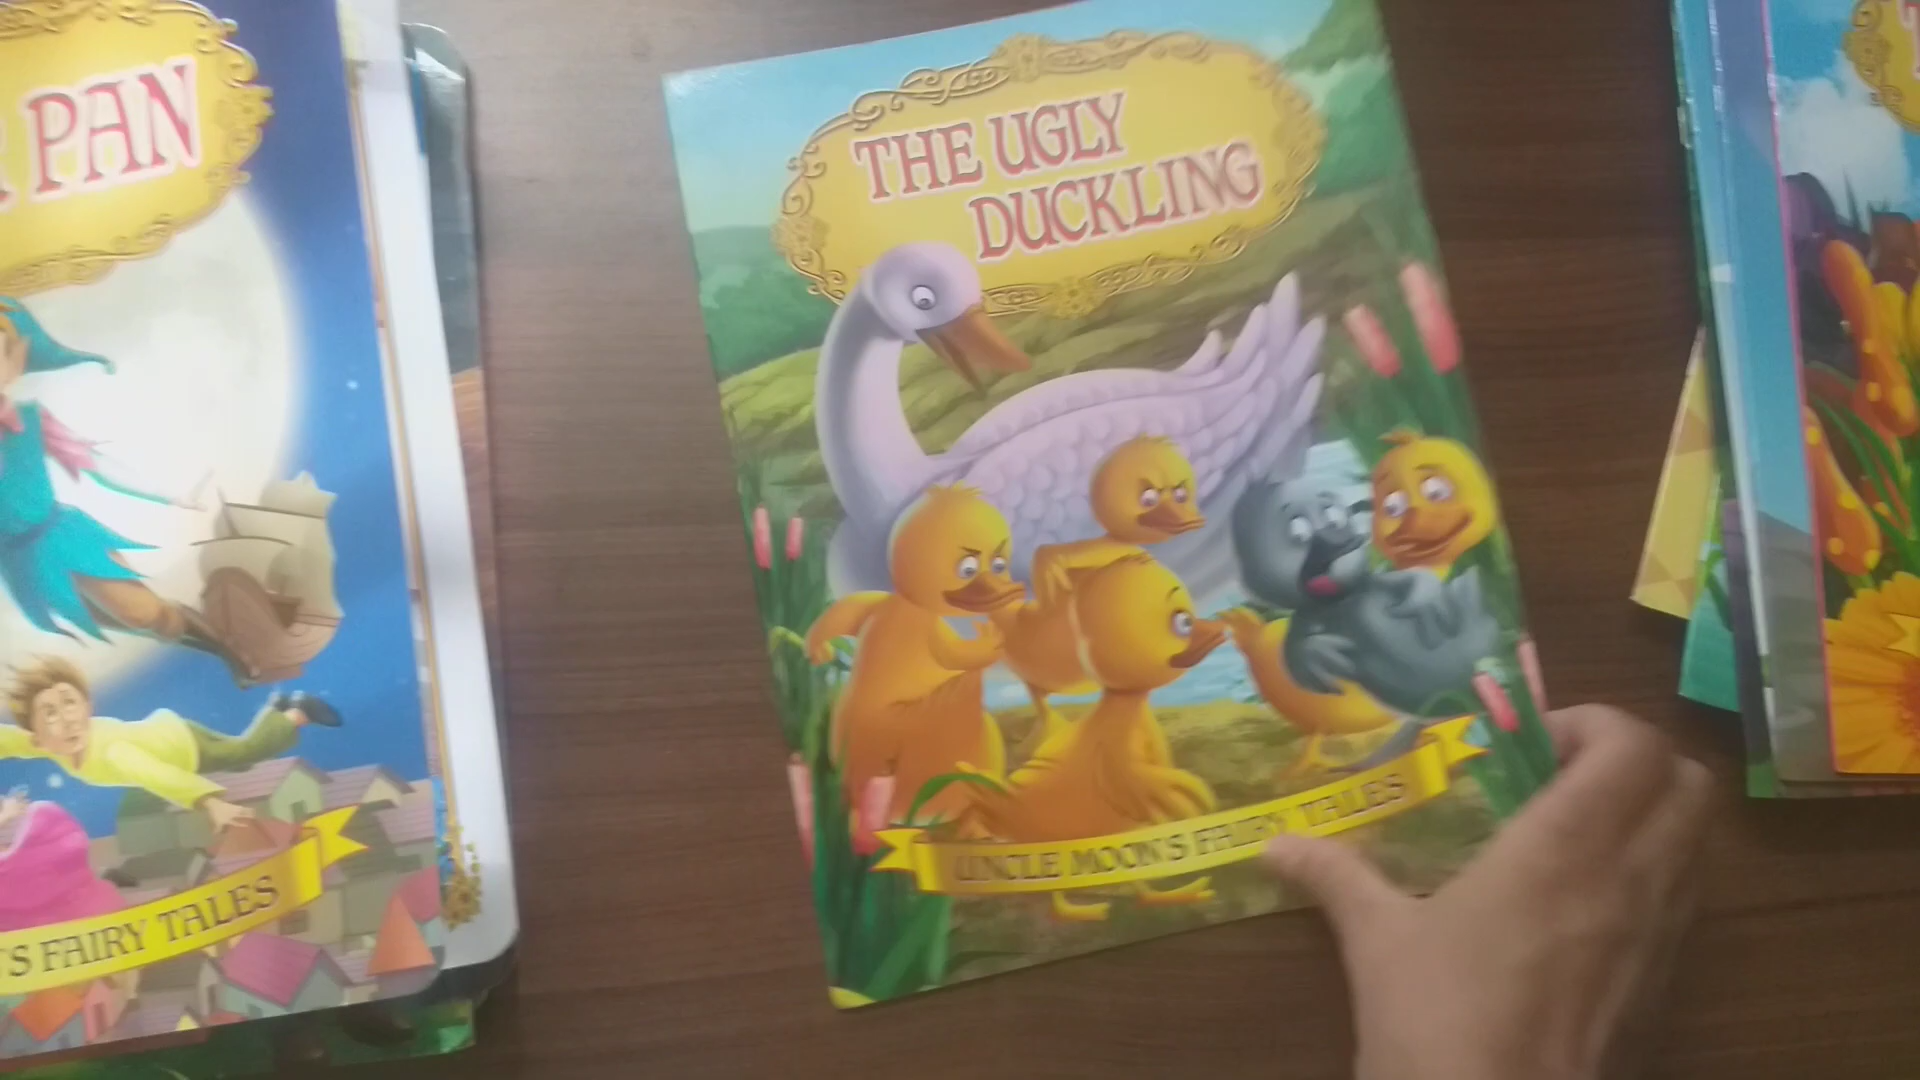 PAN
'S FAIRY TALES
THE UGLY
DUCKLING
UNCLE MOON'S FAIRY TALES